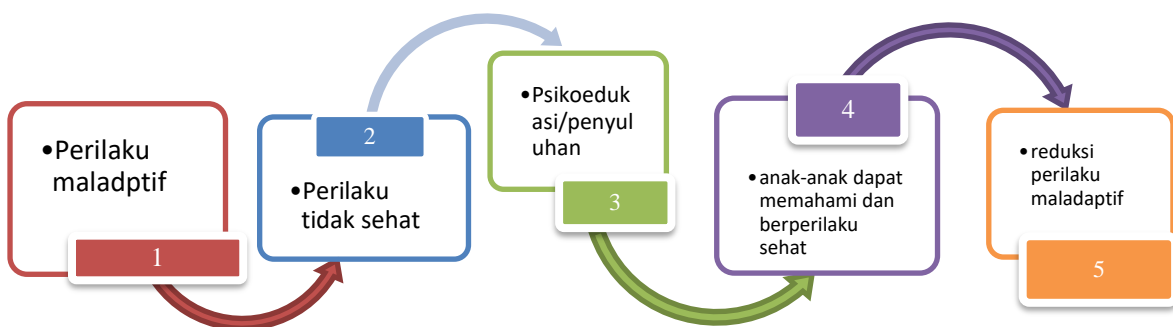 •Perilaku
maladptif
1
2
•Perilaku
tidak sehat
•Psikoeduk
asi/penyul
uhan
3
4
•anak-anak dapat
memahami dan
berperilaku
sehat
•reduksi
perilaku
maladaptif
5